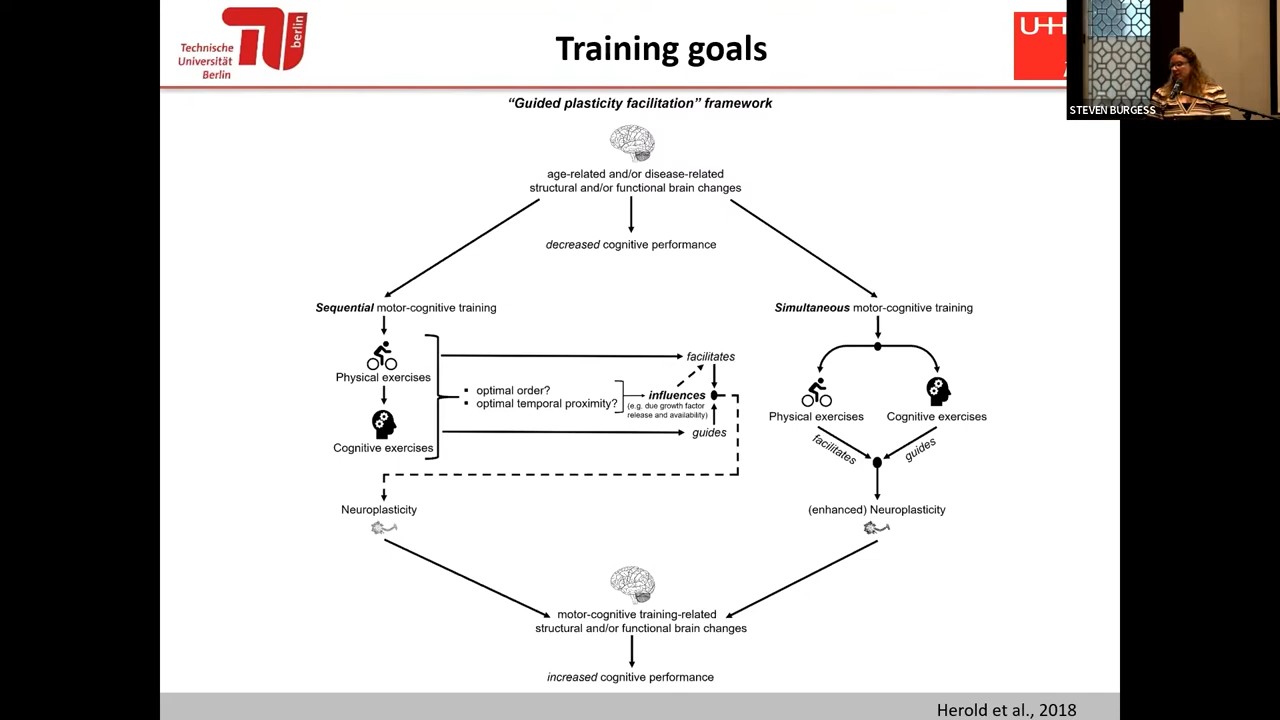 Technische
Universität
Berlin
berlin
Training goals
STEVEN BURGESS
“Guided plasticity facilitation” framework
age-related and/or disease-related
structural and/or functional brain changes
decreased cognitive performance
Sequential motor-cognitive training
Physical exercises
Cognitive exercises
▪ optimal order?
▪ optimal temporal proximity?
facilitates
influences
(e.g. due growth factor
release and availability)
guides
Neuroplasticity
Simultaneous motor-cognitive training
Physical exercises
Cognitive exercises
facilitates
guides
(enhanced) Neuroplasticity
motor-cognitive training-related
structural and/or functional brain changes
increased cognitive performance
Herold et al., 2018